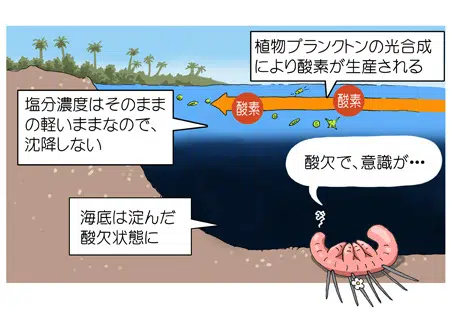 植物プランクトンの光合成
により酸素が生産される
酸素
酸素
塩分濃度はそのまま
の軽いままなので、
沈降しない
酸欠で、意識が・・・
海底は淀んだ
酸欠状態に